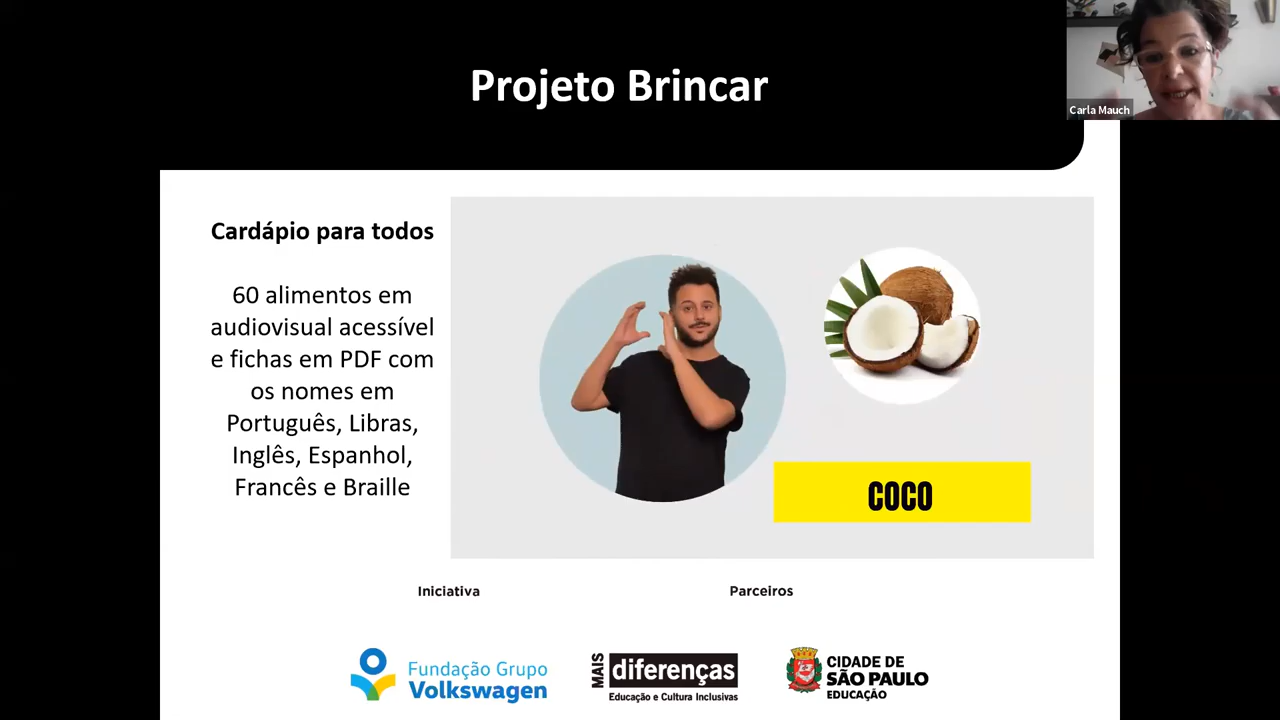 Projeto Brincar
Carla Mauch
Cardápio para todos
60 alimentos em
audiovisual acessível
e fichas em PDF com
os nomes em
Português, Libras,
Inglês, Espanhol,
Francês e Braille
COCO
Iniciativa
Parceiros
Fundação Grupo
Volkswagen
MAIS
diferenças
Educação e Cultura Inclusivas
CIDADE DE
SÃO PAULO
EDUCAÇÃO